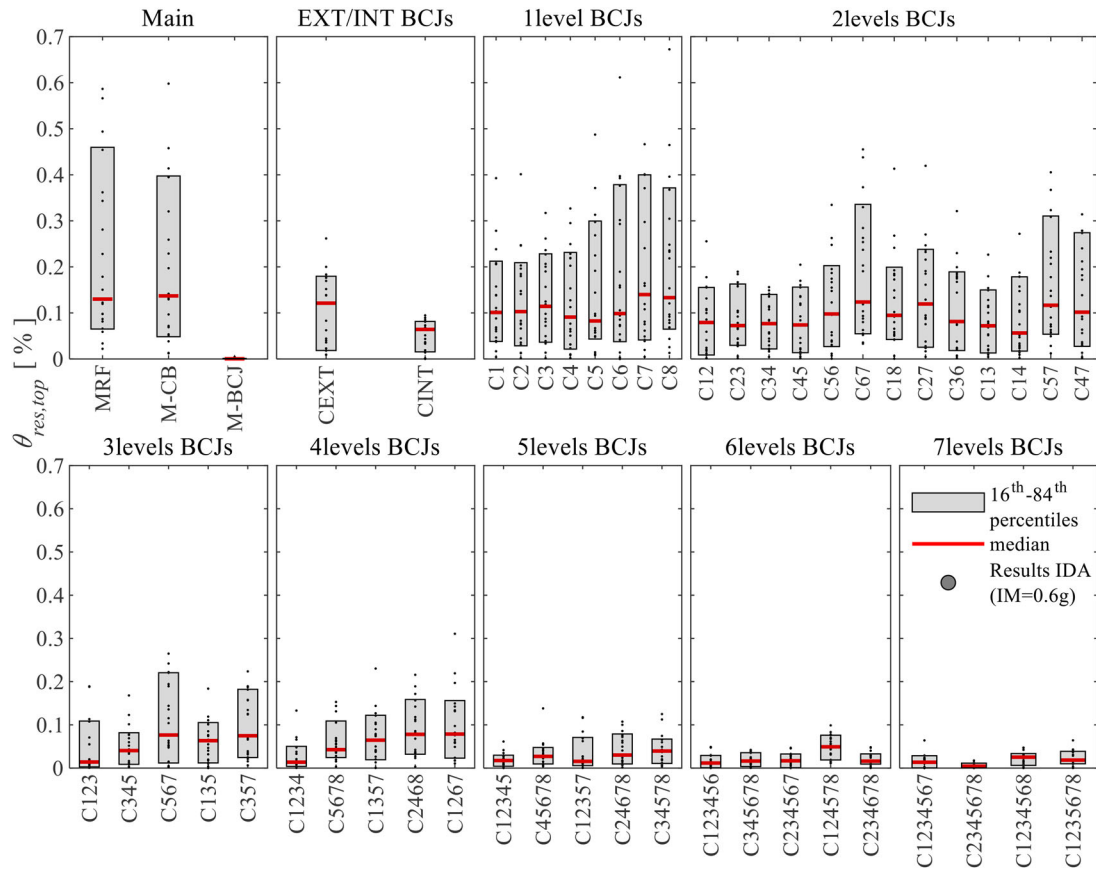 Main
EXT/INT BCJs
1level BCJs
2levels BCJs
θres,top [ % ]
0.7
0.6
0.5
0.4
0.3
0.2
0.1
0
MRF
M-CB
M-BCJ
CEXT
CINT
C1
C2
C3
C4
C5
C6
C7
C8
C12
C23
C34
C45
C56
C67
C18
C27
C36
C13
C14
C57
C47
3levels BCJs
4levels BCJs
5levels BCJs
6levels BCJs
7levels BCJs
0.7
0.6
0.5
0.4
0.3
0.2
0.1
0
C123
C345
C567
C135
C357
C1234
C5678
C1357
C2468
C1267
C12345
C45678
C12357
C24678
C34578
C123456
C345678
C234567
C124578
C234678
C1234567
C2345678
C1234568
C1235678
16th-84th
percentiles
median
Results IDA
(IM=0.6g)